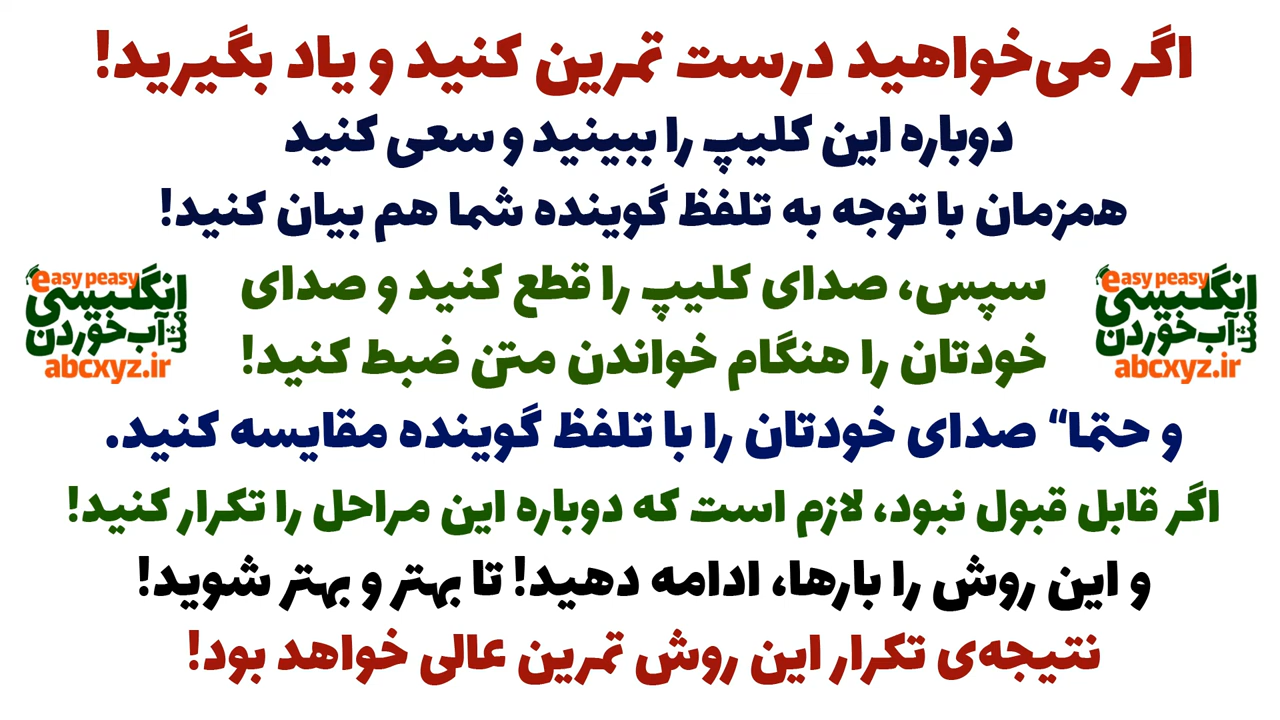 اگر می‌خواهید درست تمرین کنید و یاد بگیرید!
دوباره این کلیپ را ببینید و سعی کنید
همزمان با توجه به تلفظ گوینده شما هم بیان کنید!
سپس، صدای کلیپ را قطع کنید و صدای
خودتان را هنگام خواندن متن ضبط کنید!
و حتما“ صدای خودتان را با تلفظ گوینده مقایسه کنید.
اگر قابل قبول نبود، لازم است که دوباره این مراحل را تکرار کنید!
و این روش را بارها، ادامه دهید! تا بهتر و بهتر شوید!
نتیجه‌ی تکرار این روش تمرین عالی خواهد بود!
easy peasy
انگلیسی
مثل آب خوردن
abcxyz.ir
easy peasy
انگلیسی
مثل آب خوردن
abcxyz.ir